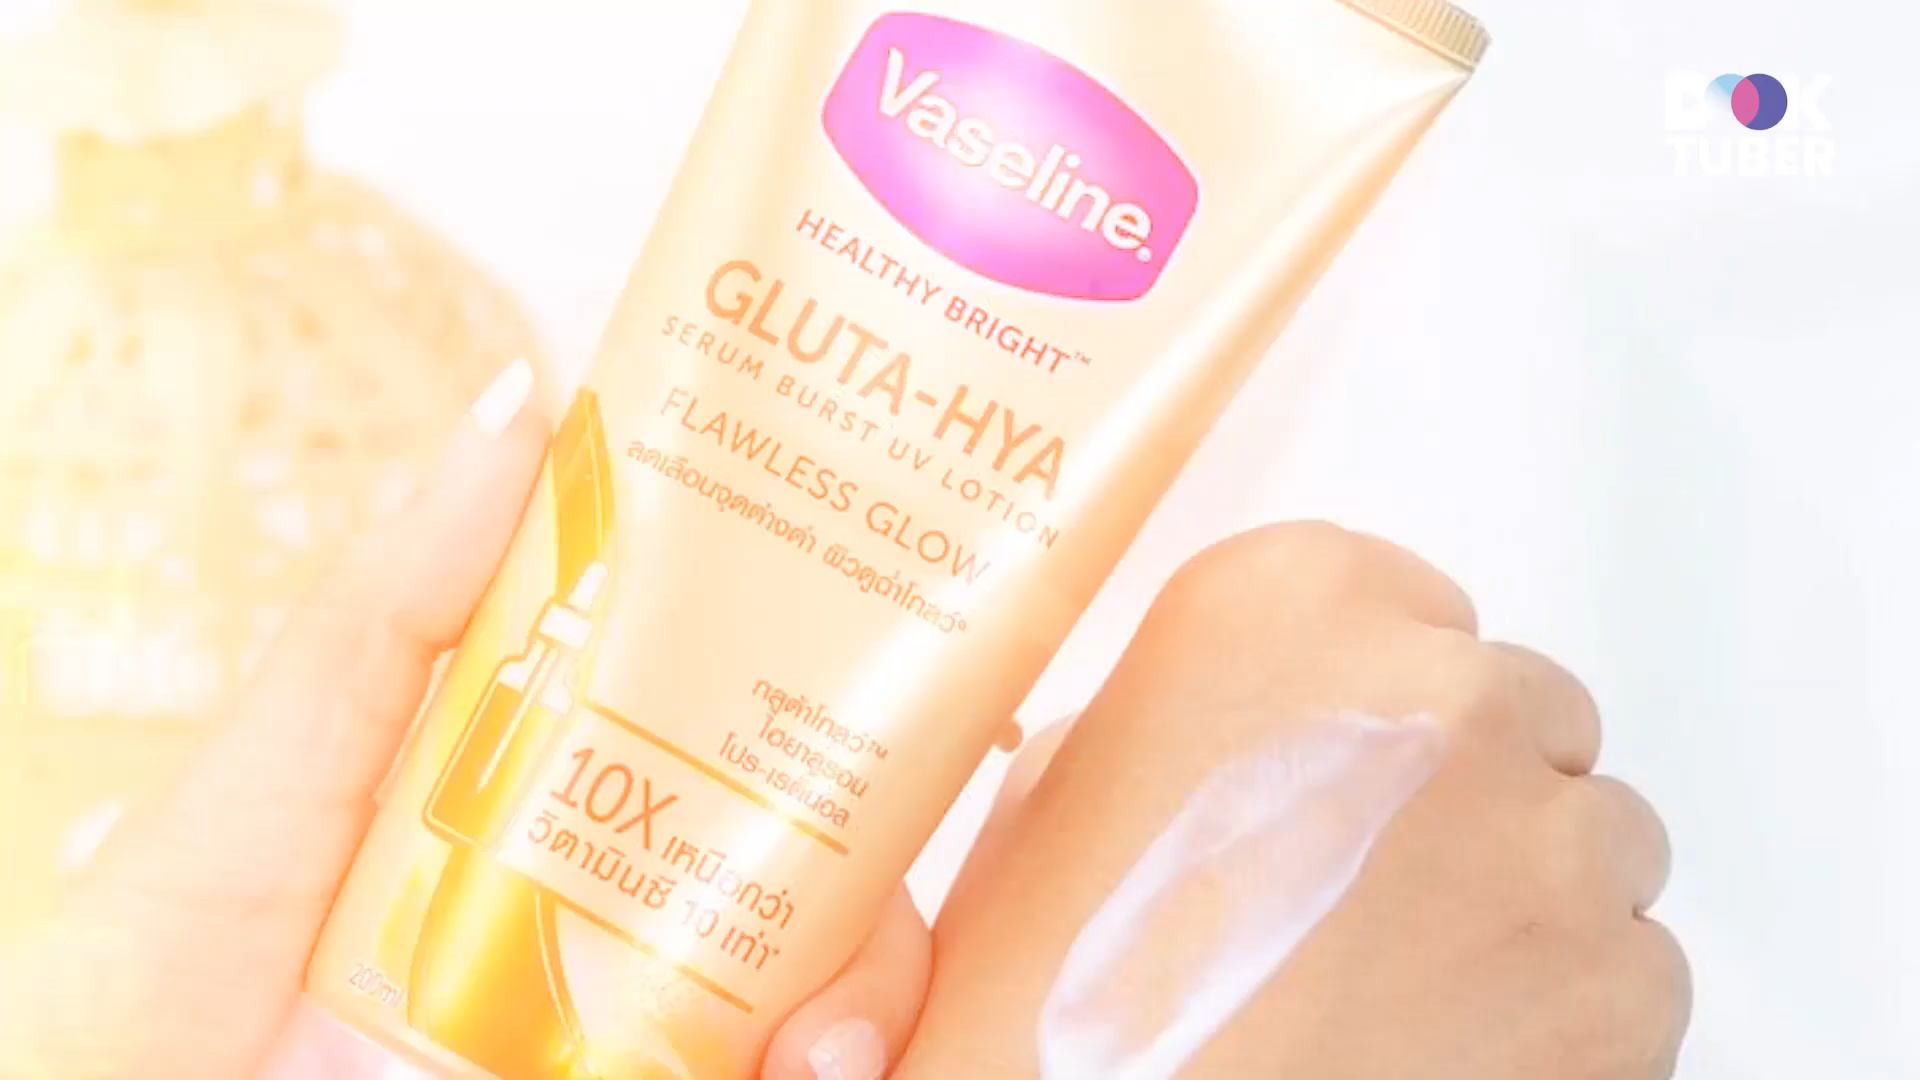 Vaseline®
HEALTHY BRIGHT™
GLUTA-HYA
SERUM BURST UV LOTION
FLAWLESS GLOW
ลดเลือนจุดด่างดำ ผิวดูฉ่ำโกลว์
กลูต้าโกลว์™
ไฮยาลูรอน
โปร-เรตินอล
10X เหนือกว่า
วิตามินซี 10 เท่า
200ml
BOOK
TUBER